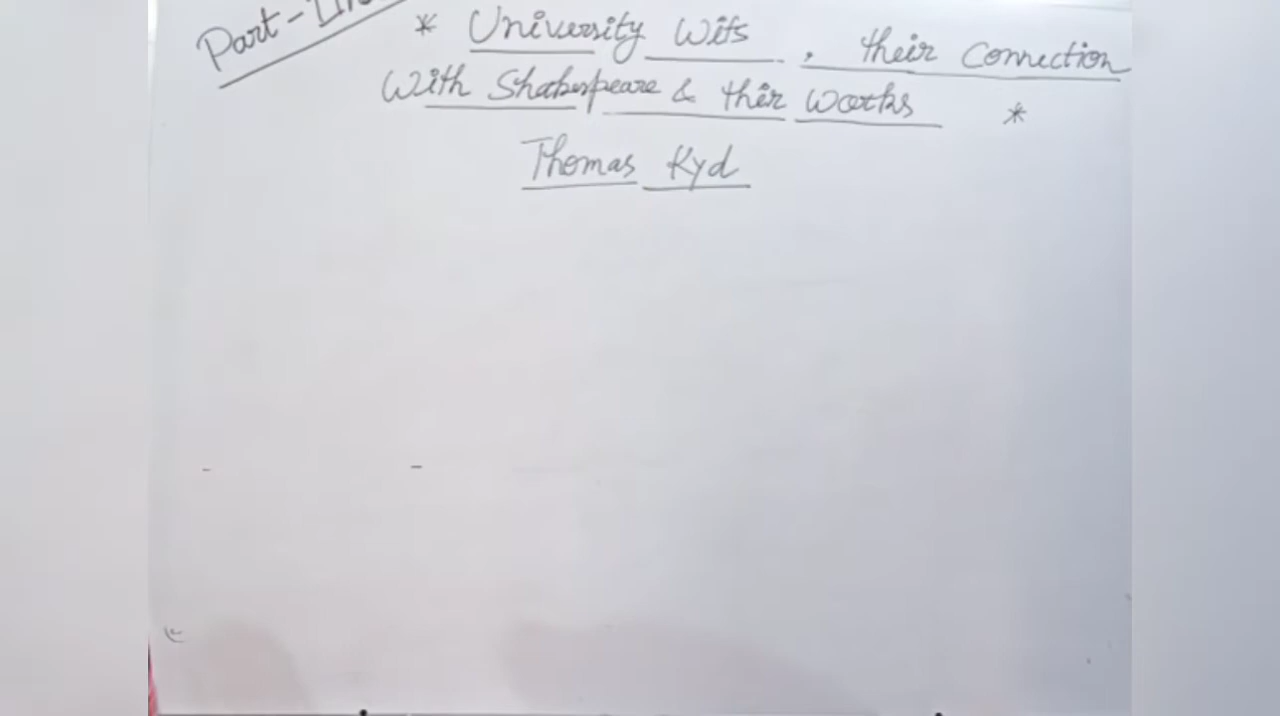 Part-
* University Wits, their Connection
With Shakespeare & their Works *
Thomas Kyd